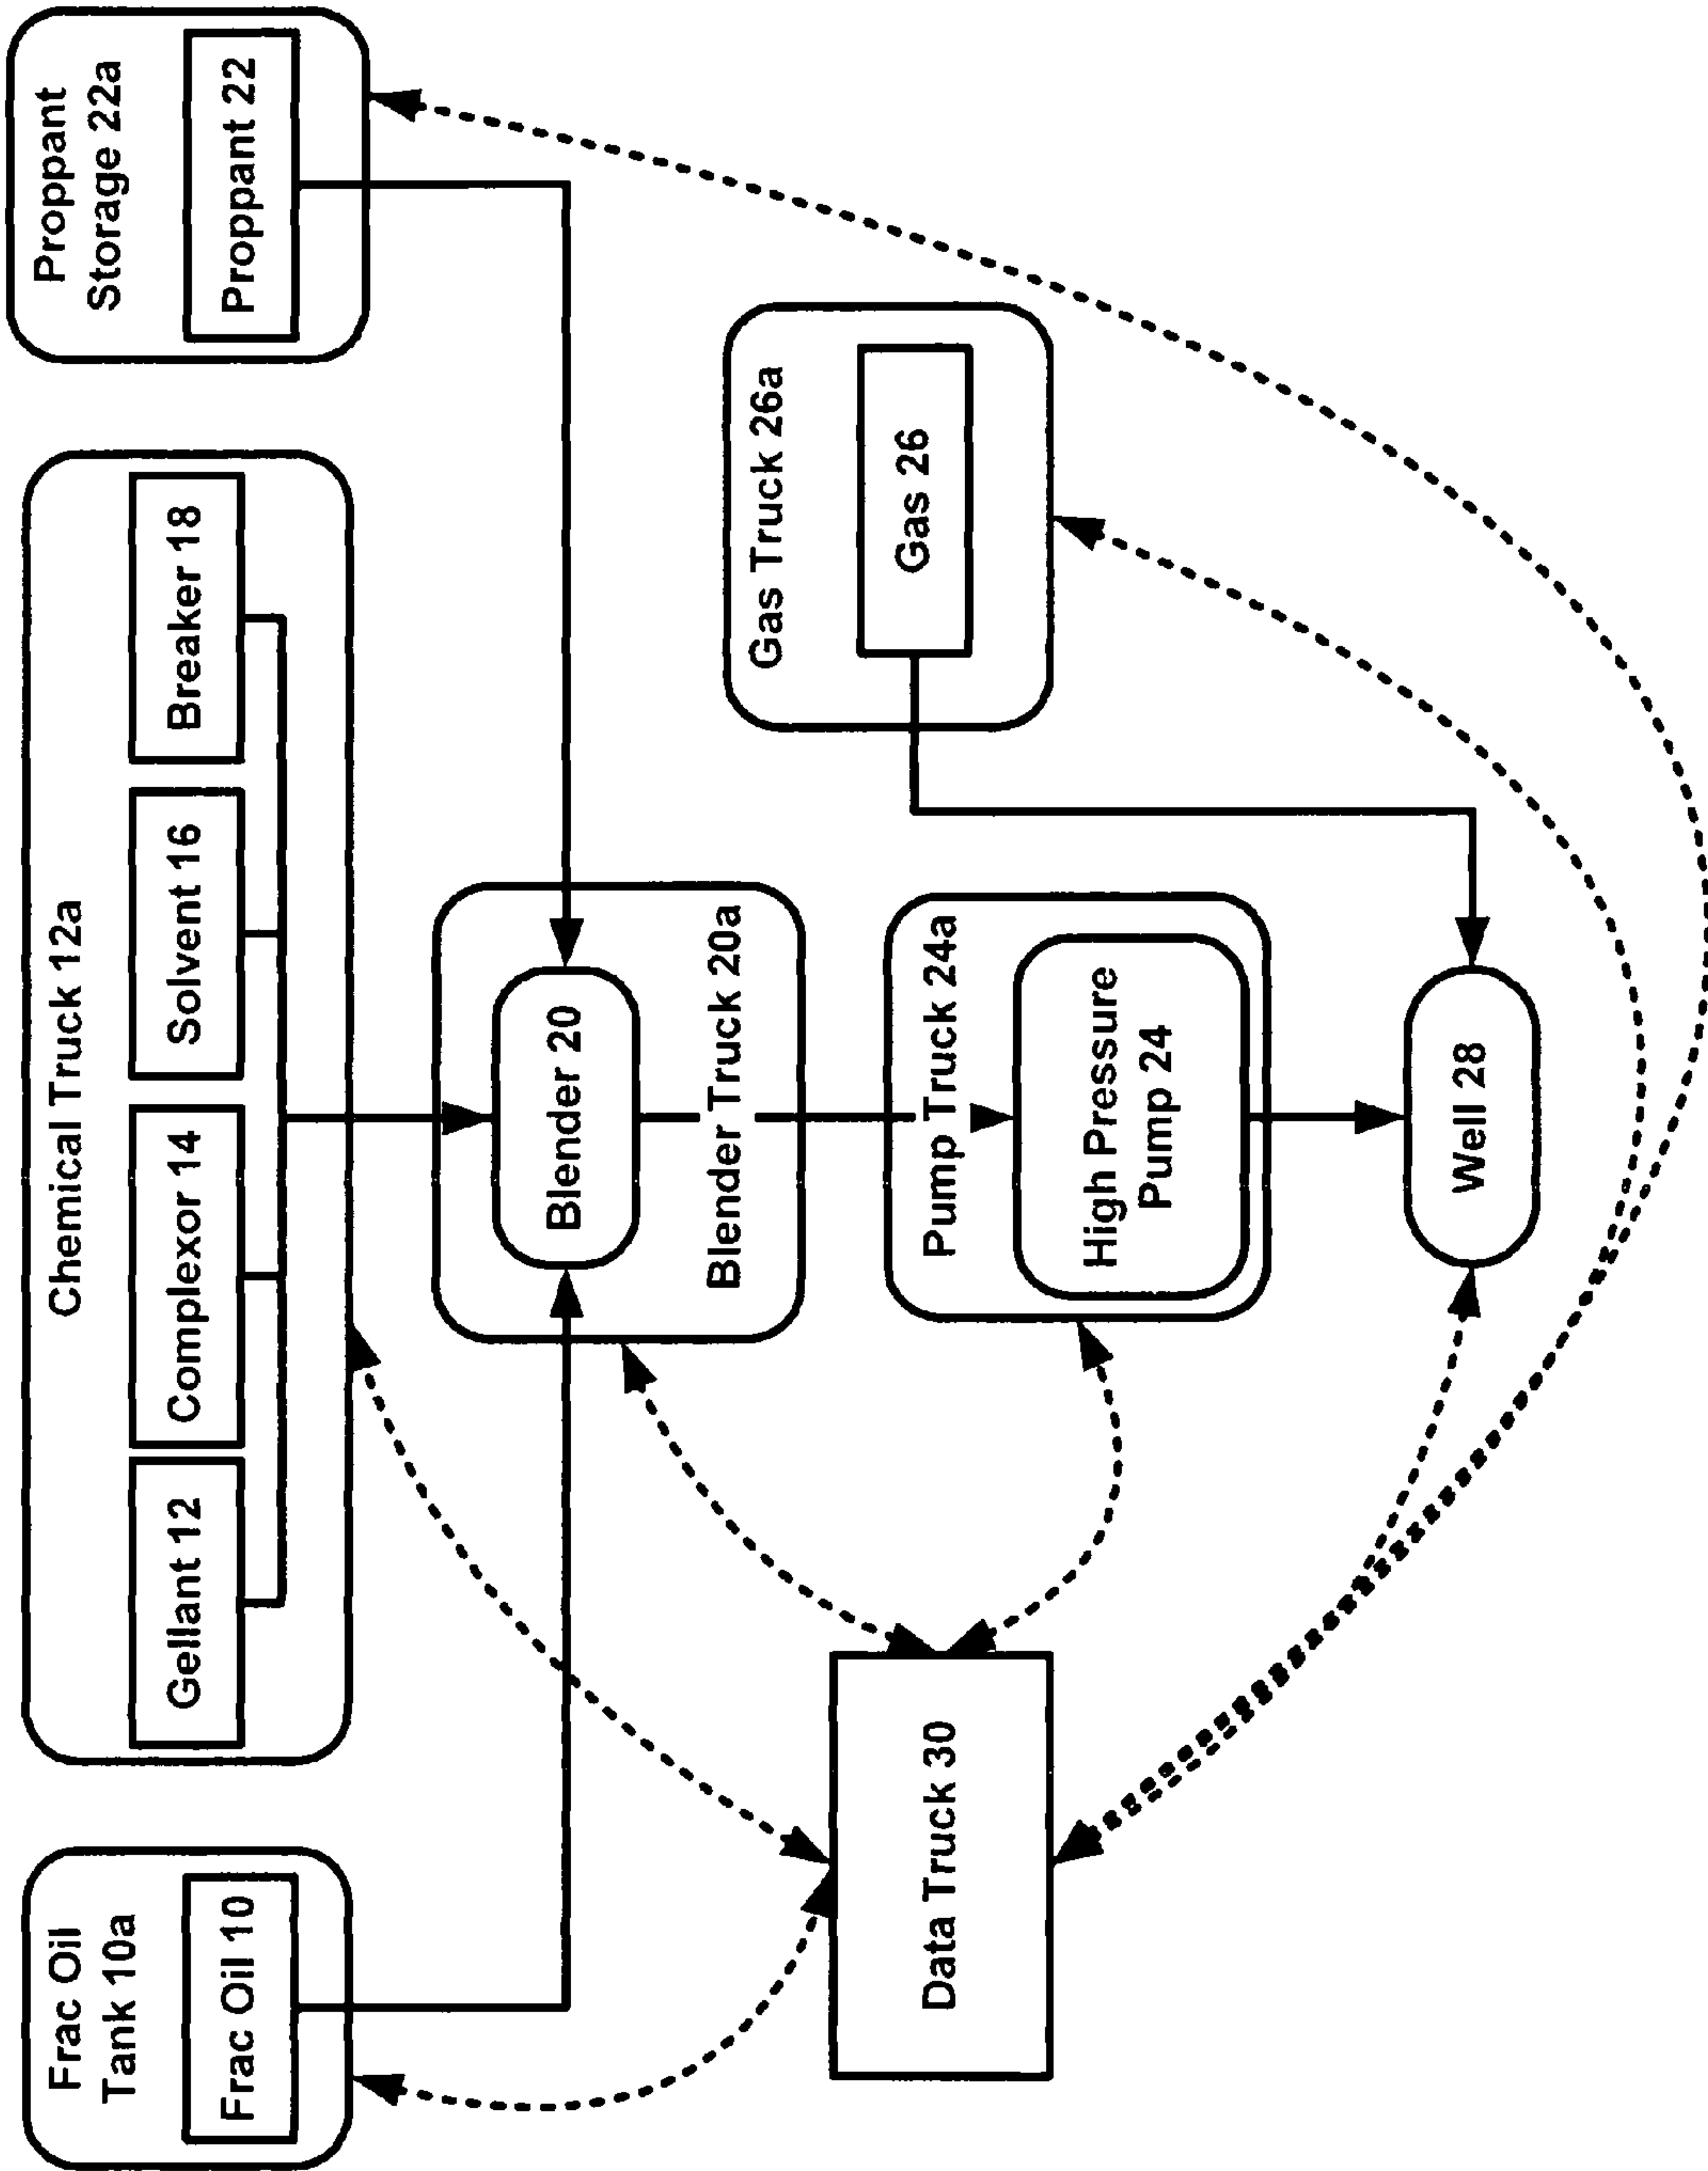 Frac Oil
Tank 10a
Frac Oil 10
Chemical Truck 12a
Gellant 12
Complexor 14
Solvent 16
Breaker 18
Proppant
Storage 22a
Proppant 22
Blender 20
Blender Truck 20a
Gas Truck 26a
Gas 26
Data Truck 30
Pump Truck 24a
High Pressure
Pump 24
Well 28